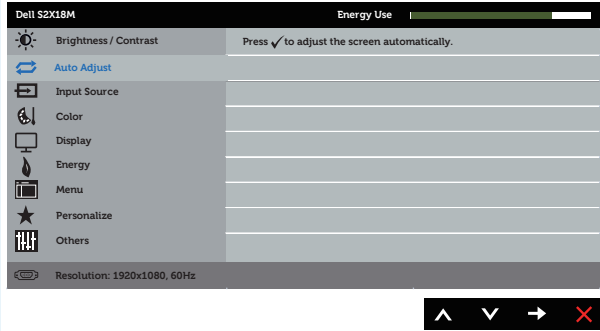 Dell S2X18M Energy Use
Brightness / Contrast Press ✓ to adjust the screen automatically.
Auto Adjust
Input Source
Color
Display
Energy
Menu
Personalize
Others
Resolution: 1920x1080, 60Hz